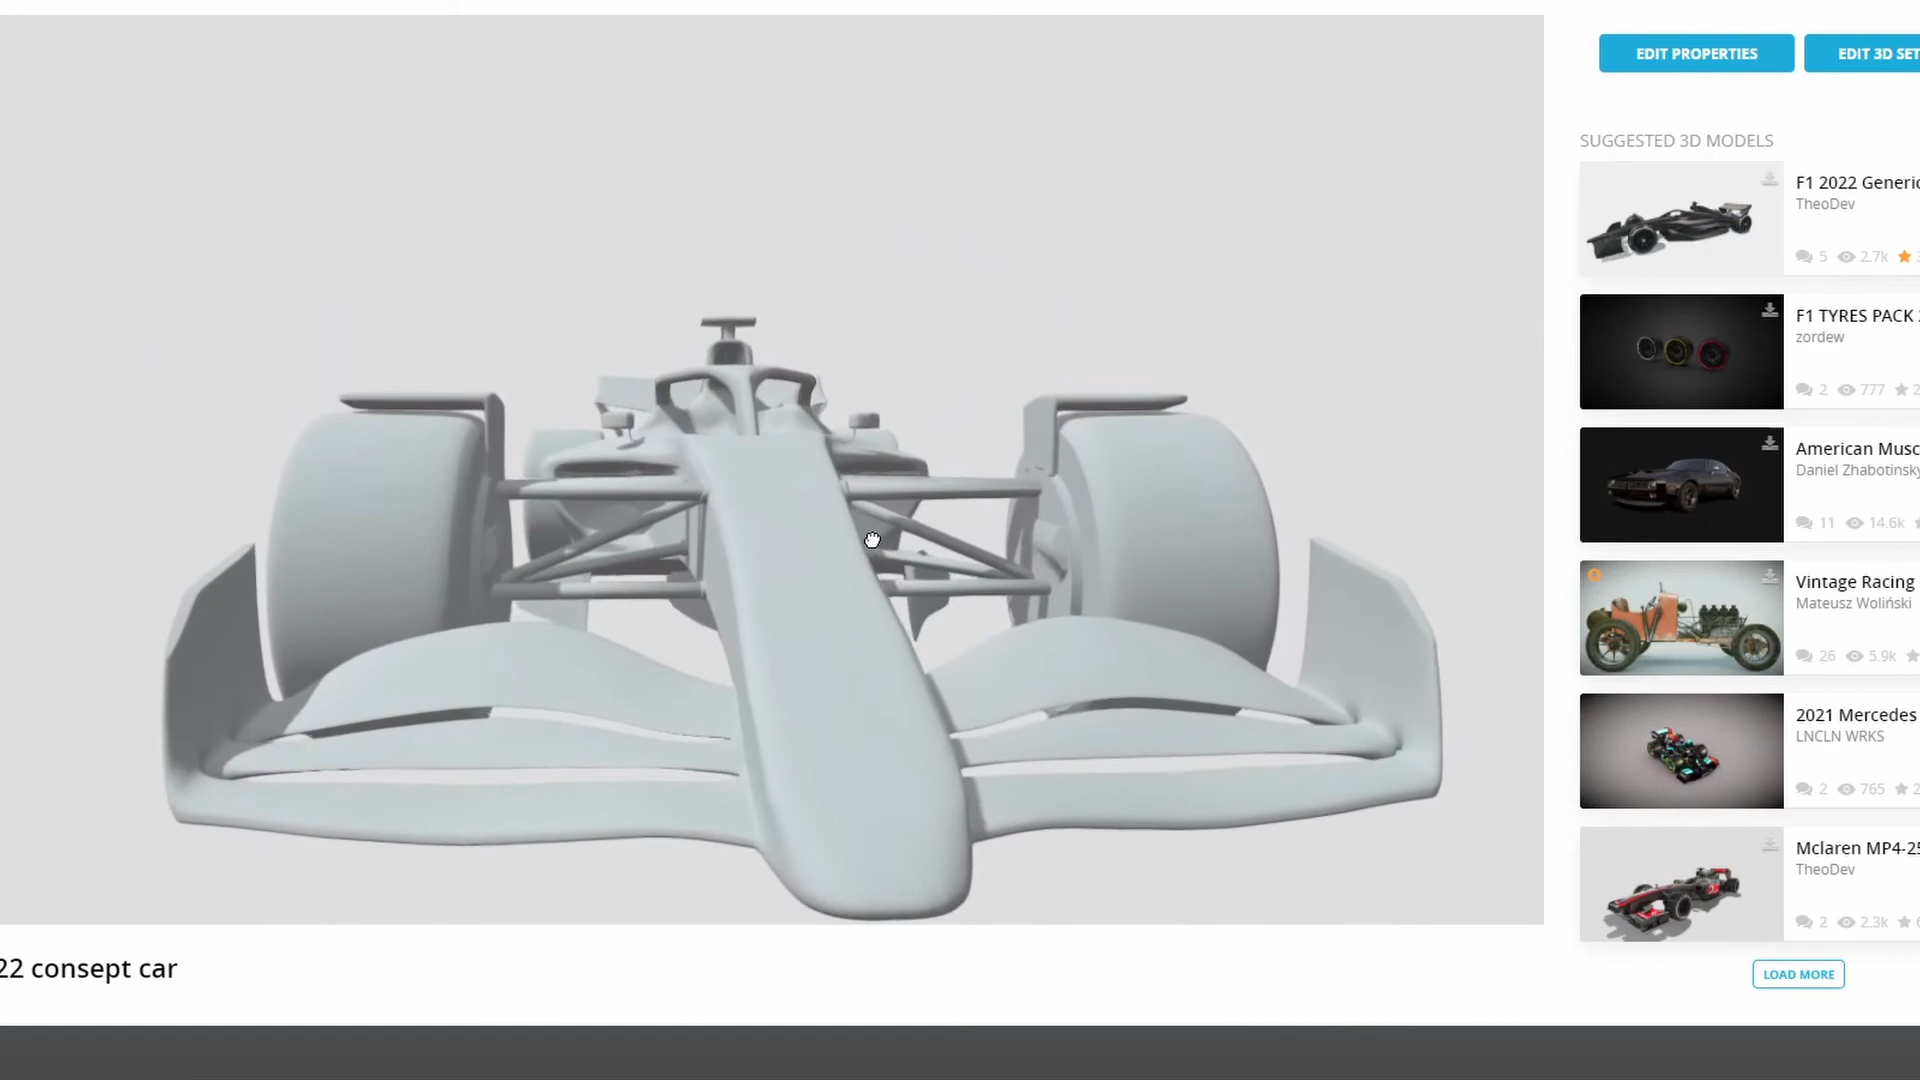 EDIT PROPERTIES
EDIT 3D SET
SUGGESTED 3D MODELS
F1 2022 Generic
TheoDev
5 2.7k
F1 TYRES PACK
zordew
2 777 2
American Musc
Daniel Zhabotinsky
11 14.6k
Vintage Racing
Mateusz Woliński
26 5.9k
2021 Mercedes
LNCLN WRKS
2 765 2
Mclaren MP4-25
TheoDev
2 2.3k 6
LOAD MORE
22 consept car